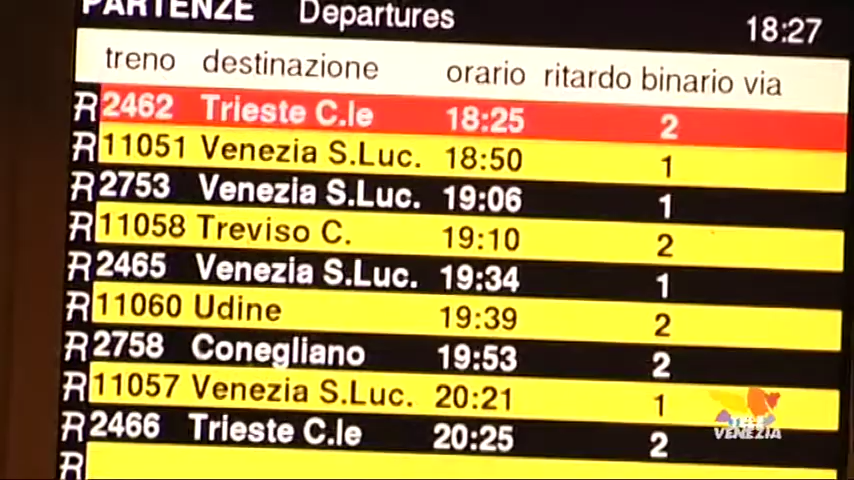 PARTENZE Departures 18:27
treno destinazione orario ritardo binario via
R 2462 Trieste C.le 18:25 2
R 11051 Venezia S.Luc. 18:50 1
R 2753 Venezia S.Luc. 19:06 1
R 11058 Treviso C. 19:10 2
R 2465 Venezia S.Luc. 19:34 1
R 11060 Udine 19:39 2
R 2758 Conegliano 19:53 2
R 11057 Venezia S.Luc. 20:21 1
R 2466 Trieste C.le 20:25 2
R
TELE
VENEZIA